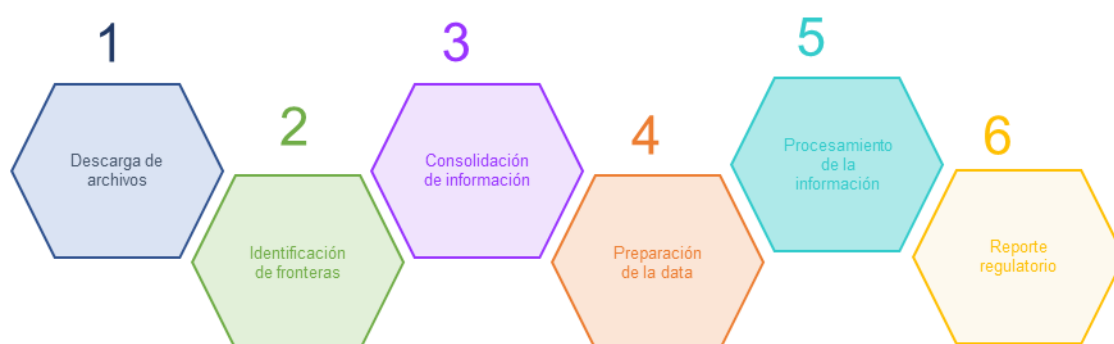 1
Descarga de
archivos
2
Identificación
de fronteras
3
Consolidación
de información
4
Preparación
de la data
5
Procesamiento
de la
información
6
Reporte
regulatorio